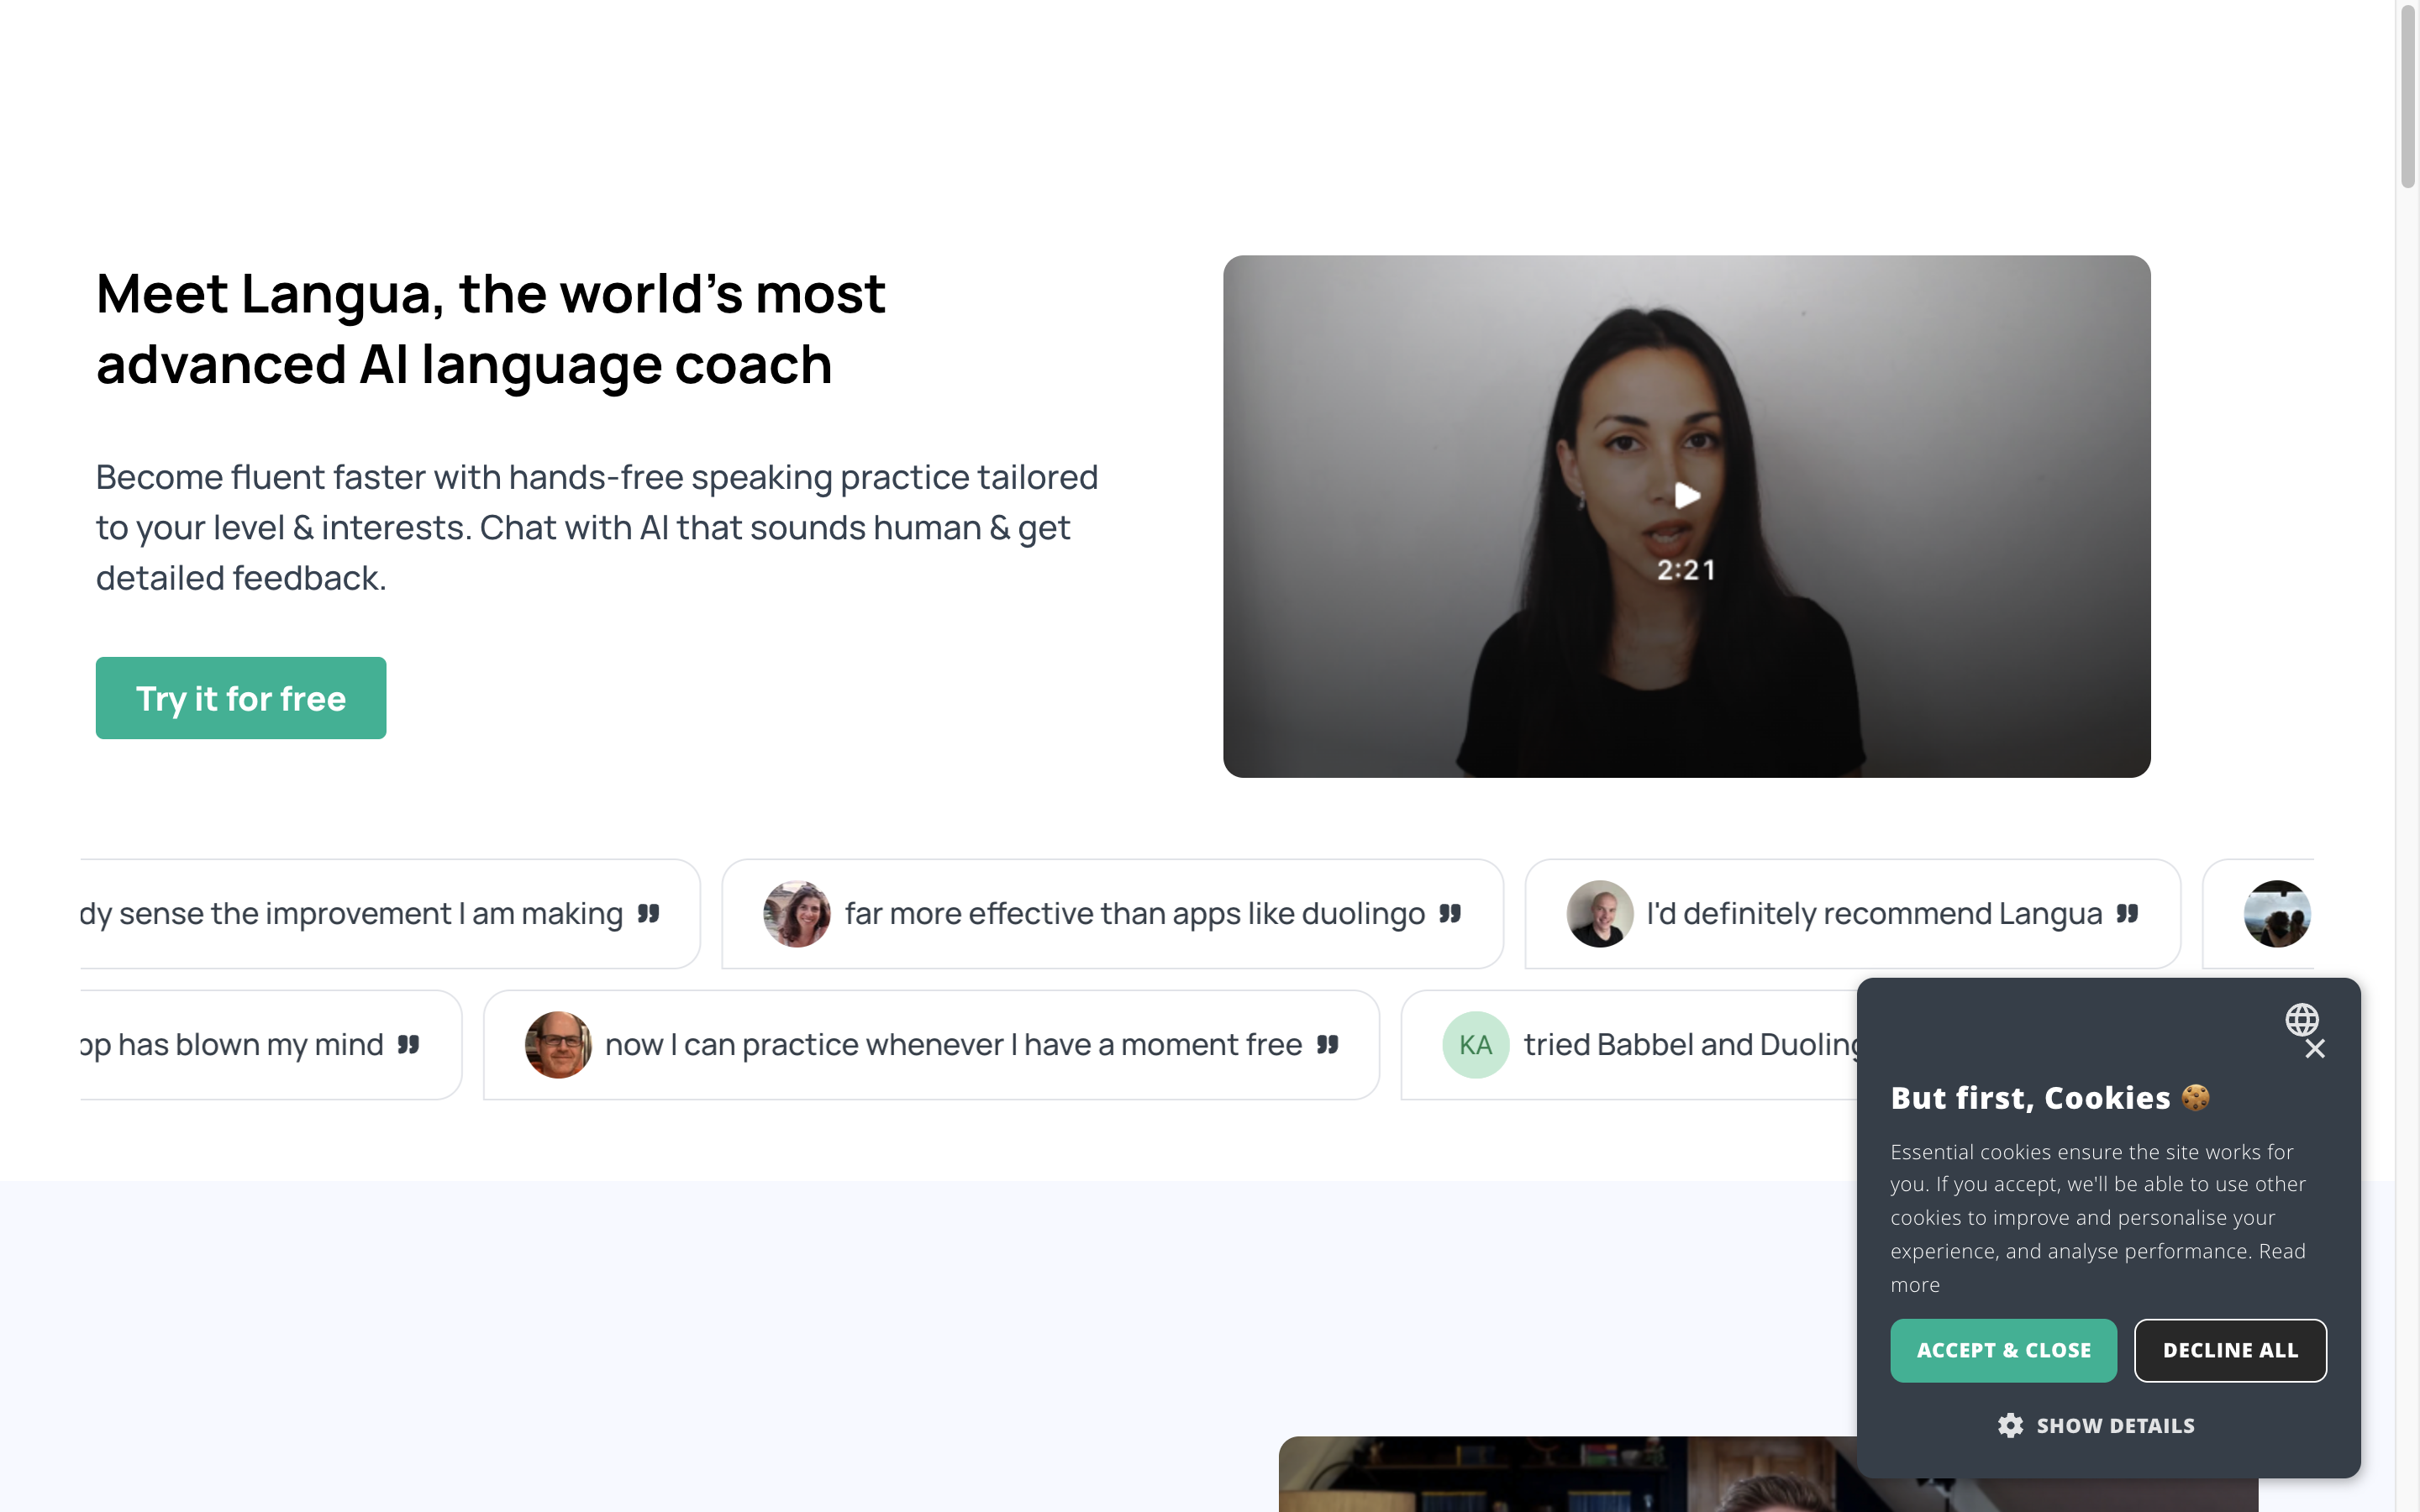 Meet Langua, the world's most
advanced AI language coach
Become fluent faster with hands-free speaking practice tailored
to your level & interests. Chat with AI that sounds human & get
detailed feedback.
Try it for free
2:21
dy sense the improvement I am making ”
far more effective than apps like duolingo ”
I'd definitely recommend Langua ”
has blown my mind ”
now I can practice whenever I have a moment free ”
KA
tried Babbel and
But first, Cookies 🍪
Essential cookies ensure the site works for
you. If you accept, we'll be able to use other
cookies to improve and personalise your
experience, and analyse performance. Read
more
ACCEPT & CLOSE
DECLINE ALL
SHOW DETAILS